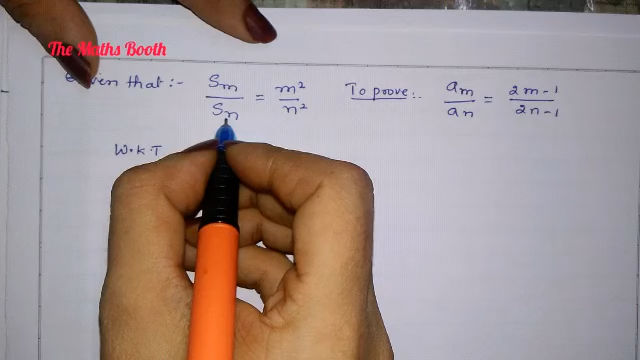 The Maths Booth
Given that :- Sm/Sn = m²/n² To prove :- am/an = 2m-1/2n-1
W.K.T